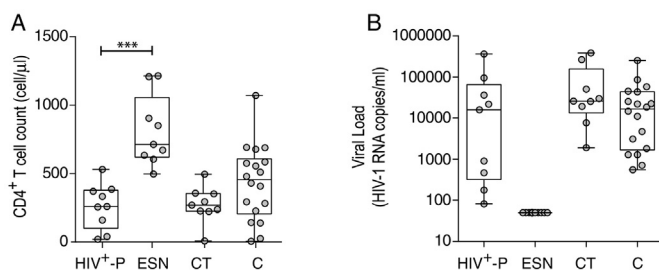 A
CD4+ T cell count (cell/µl)
1500
1000
500
0
***
HIV+-P ESN CT C
B
Viral Load
(HIV-1 RNA copies/ml)
1000000
100000
10000
1000
100
10
HIV+-P ESN CT C